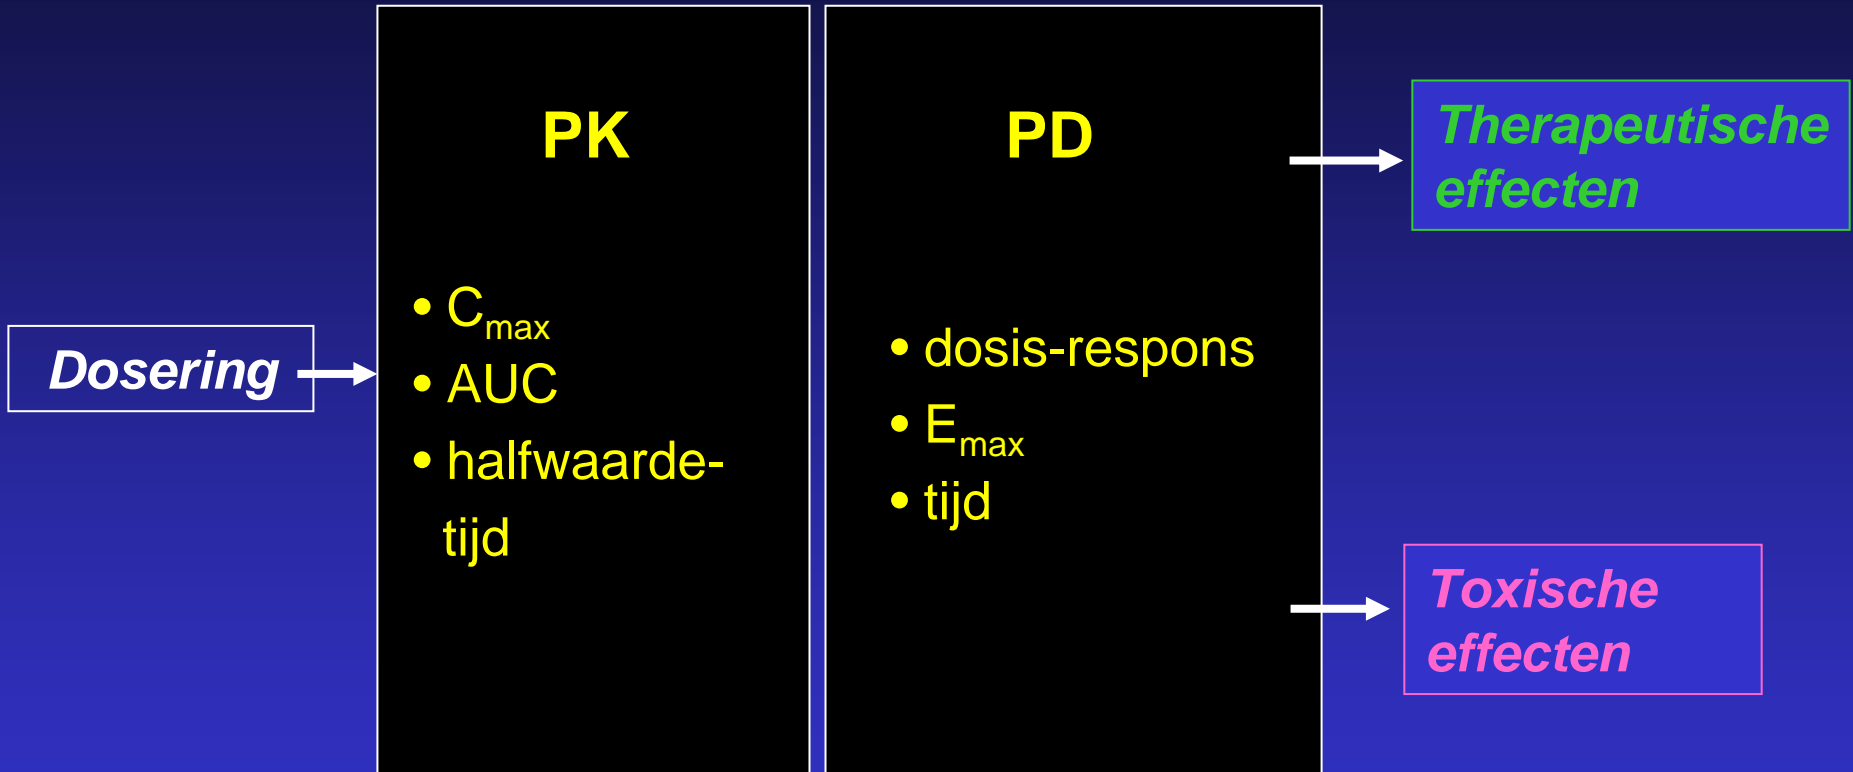 Dosering
PK
• Cmax
• AUC
• halfwaarde-
tijd
PD
• dosis-respons
• Emax
• tijd
Therapeutische
effecten
Toxische
effecten